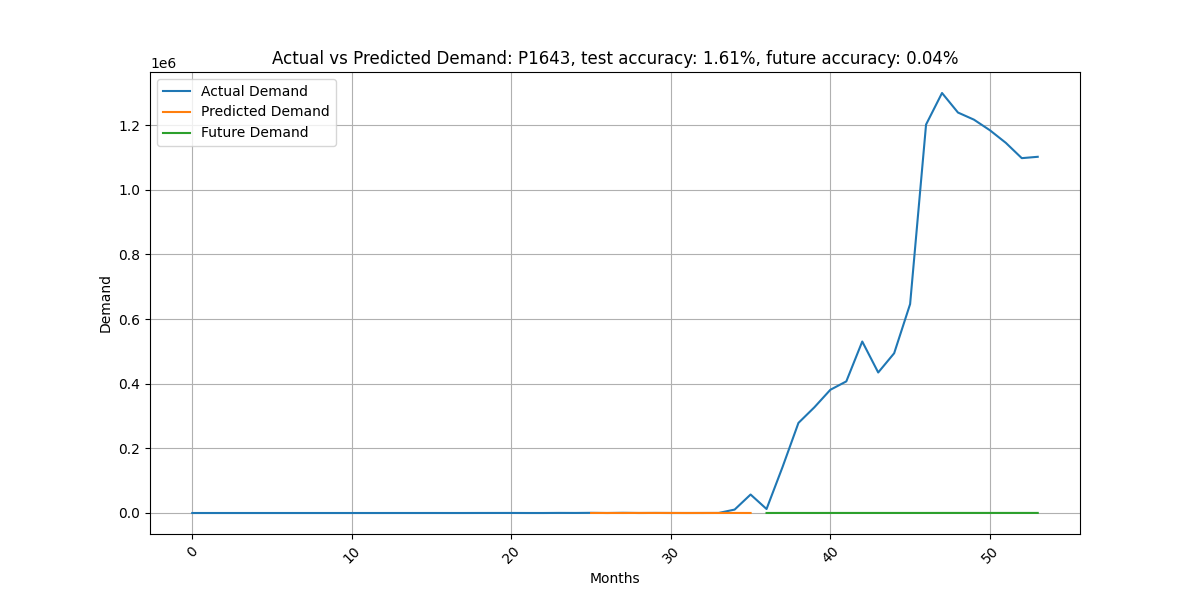 Actual vs Predicted Demand: P1643, test accuracy: 1.61%, future accuracy: 0.04%
1e6
Actual Demand
Predicted Demand
Future Demand
1.2
1.0
0.8
0.6
0.4
0.2
0.0
Demand
0 10 20 30 40 50
Months